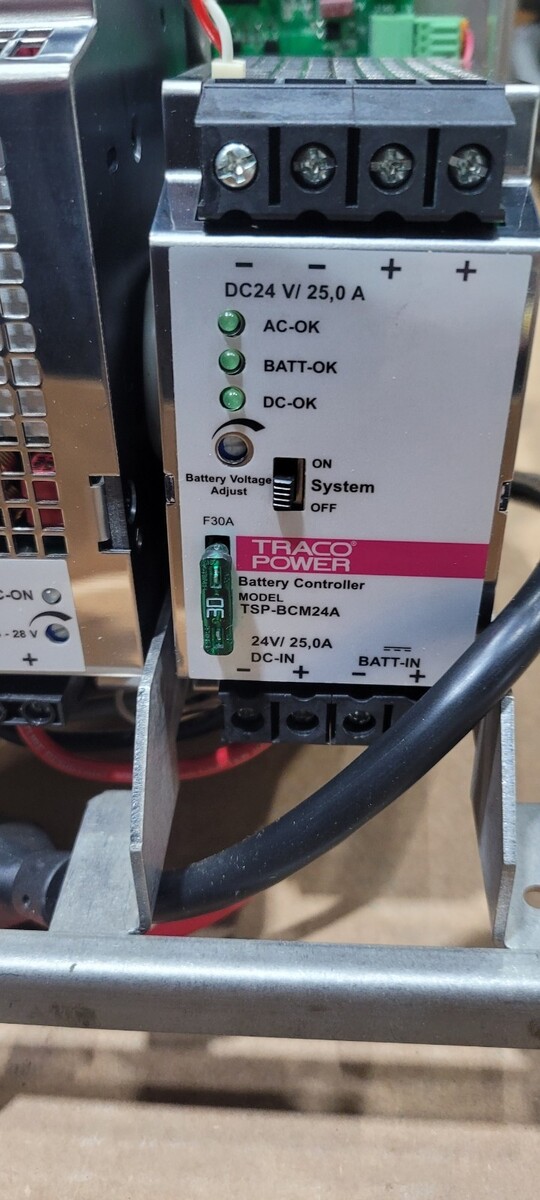 - - + +
DC24 V/ 25,0 A
AC-OK
BATT-OK
DC-OK
Battery Voltage
Adjust
ON
System
OFF
F30A
TRACO®
POWER
Battery Controller
MODEL
TSP-BCM24A
24V/ 25,0A
DC-IN
BATT-IN
- + - +
C-ON
- 28 V
+